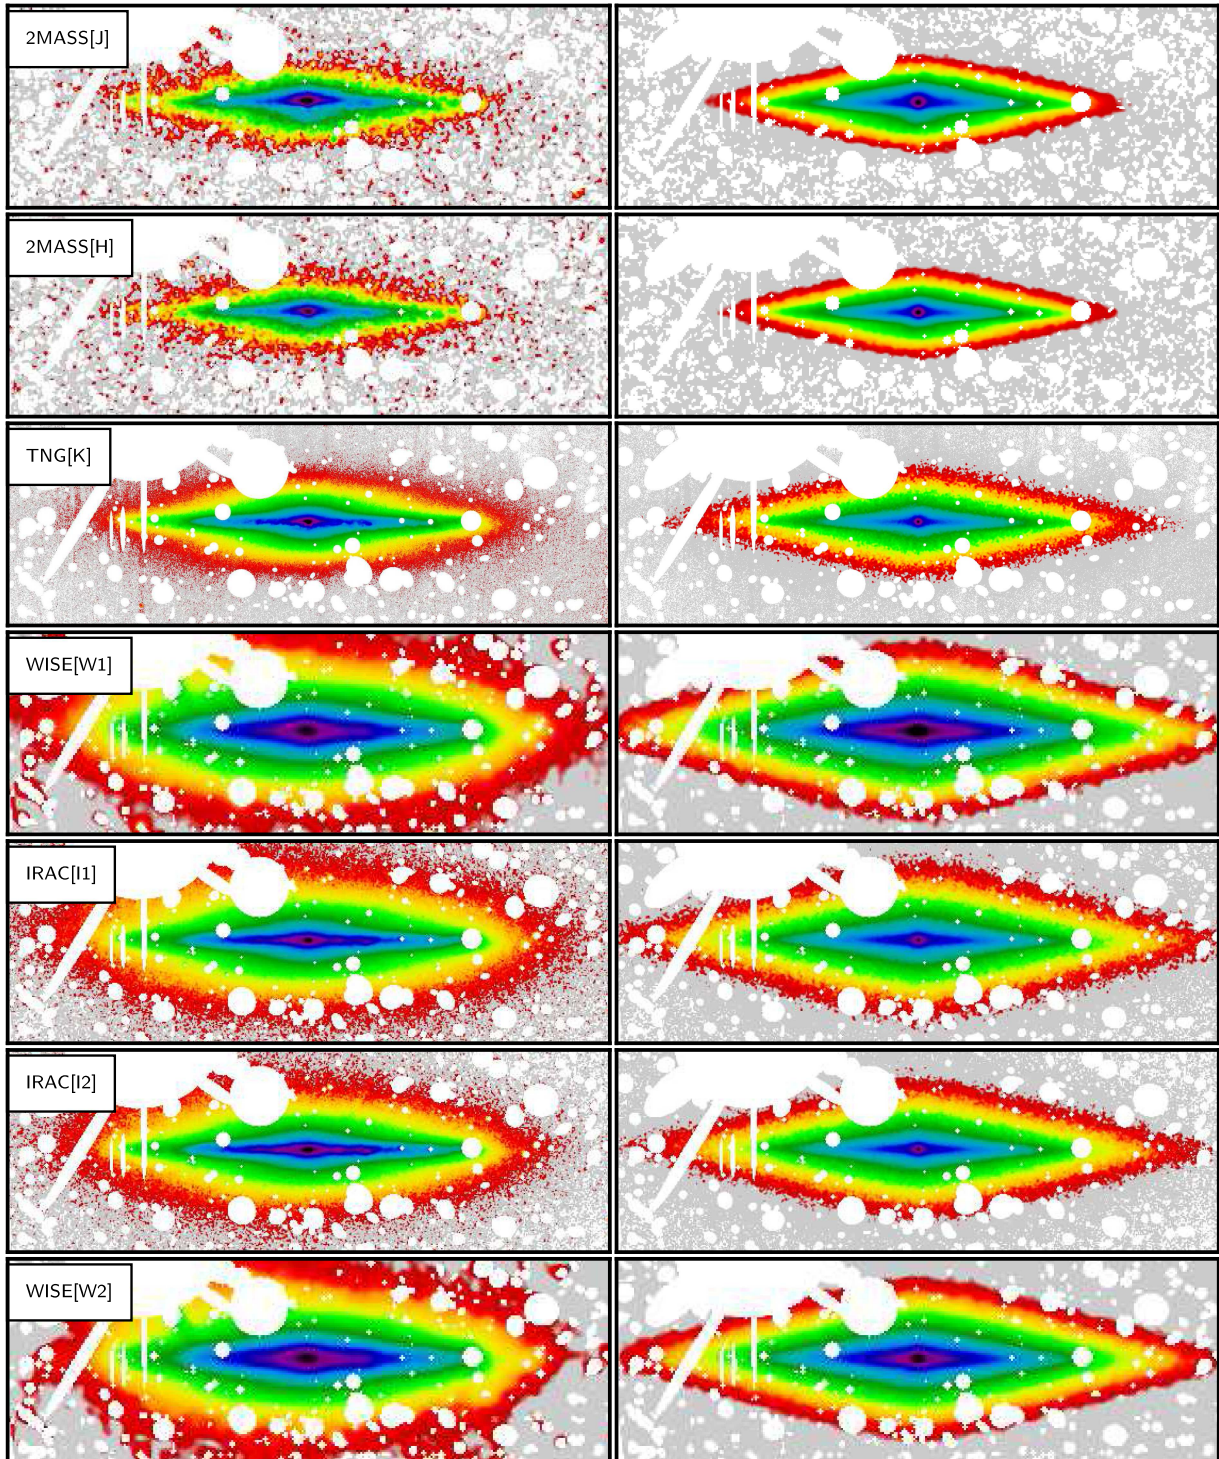 2MASS[J]
2MASS[H]
TNG[K]
WISE[W1]
IRAC[I1]
IRAC[I2]
WISE[W2]